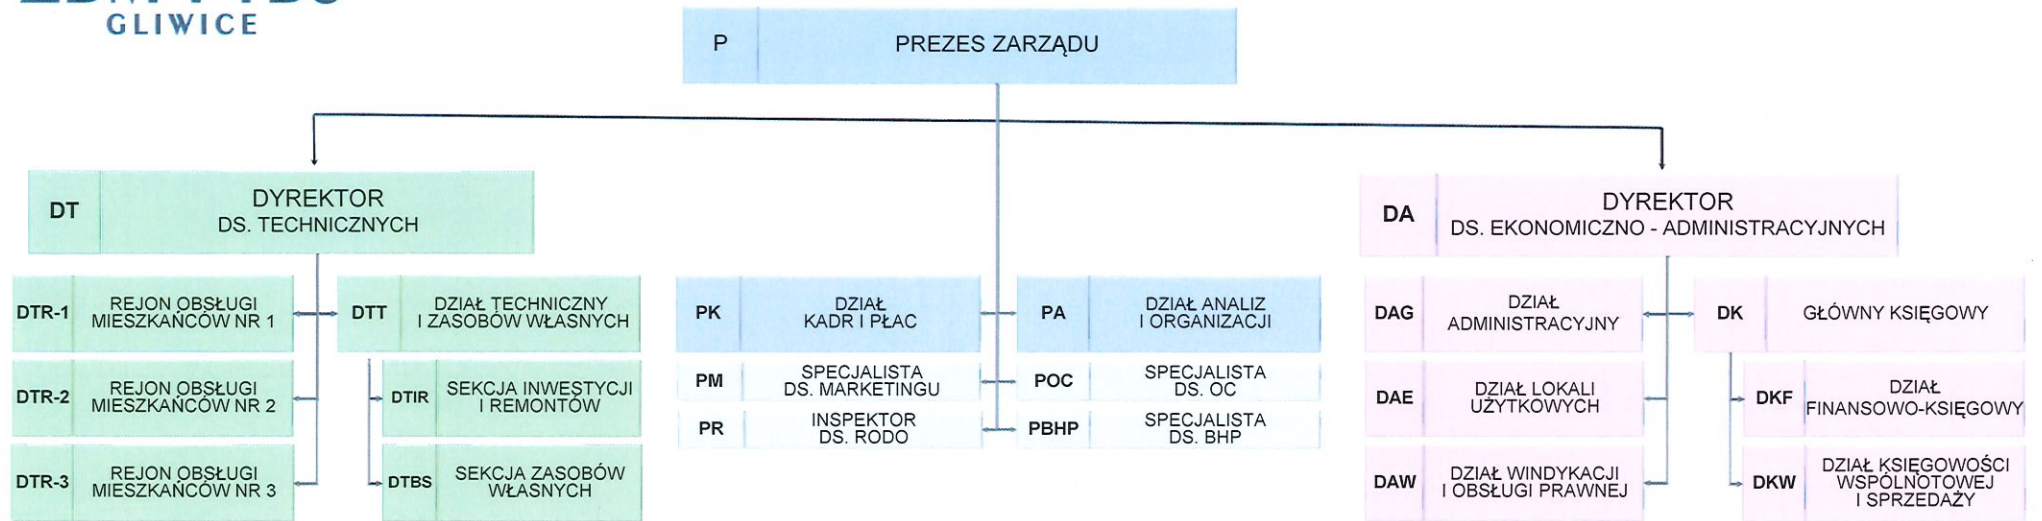 GLIWICE
P
PREZES ZARZĄDU
DT
DYREKTOR
DS. TECHNICZNYCH
DA
DYREKTOR
DS. EKONOMICZNO - ADMINISTRACYJNYCH
DTR-1
REJON OBSŁUGI
MIESZKAŃCÓW NR 1
DTT
DZIAŁ TECHNICZNY
I ZASOBÓW WŁASNYCH
PK
DZIAŁ
KADR I PŁAC
PA
DZIAŁ ANALIZ
I ORGANIZACJI
DAG
DZIAŁ
ADMINISTRACYJNY
DK
GŁÓWNY KSIĘGOWY
DTR-2
REJON OBSŁUGI
MIESZKAŃCÓW NR 2
DTIR
SEKCJA INWESTYCJI
I REMONTÓW
PM
SPECJALISTA
DS. MARKETINGU
POC
SPECJALISTA
DS. OC
DAE
DZIAŁ LOKALI
UŻYTKOWYCH
DKF
DZIAŁ
FINANSOWO-KSIĘGOWY
PR
INSPEKTOR
DS. RODO
PBHP
SPECJALISTA
DS. BHP
DTR-3
REJON OBSŁUGI
MIESZKAŃCÓW NR 3
DTBS
SEKCJA ZASOBÓW
WŁASNYCH
DAW
DZIAŁ WINDYKACJI
I OBSŁUGI PRAWNEJ
DKW
DZIAŁ KSIĘGOWOŚCI
WSPÓLNOTOWEJ
I SPRZEDAŻY